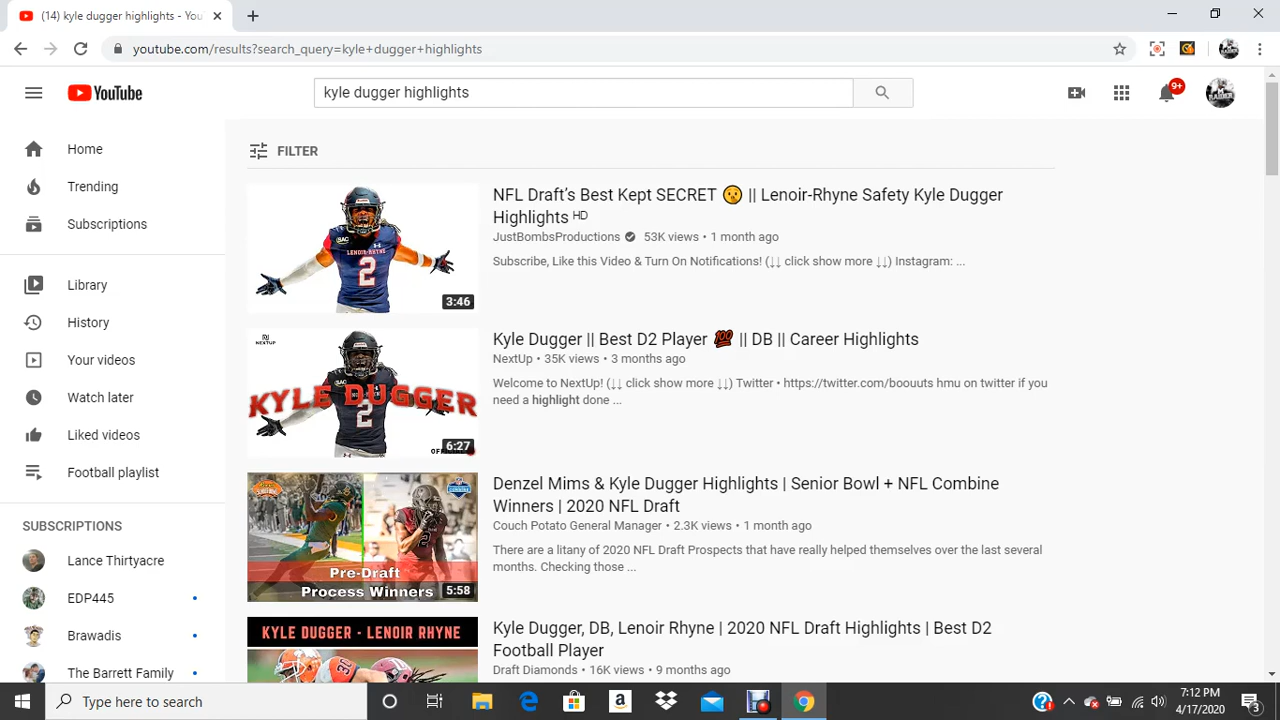 (14) kyle dugger highlights - You
youtube.com/results?search_query=kyle+dugger+highlights
YouTube
kyle dugger highlights
9+
Home
Trending
Subscriptions
Library
History
Your videos
Watch later
Liked videos
Football playlist
SUBSCRIPTIONS
Lance Thirtyacre
EDP445
Brawadis
The Barrett Family
FILTER
LENOIR-RHYNE
2
3:46
NFL Draft’s Best Kept SECRET 😯 || Lenoir-Rhyne Safety Kyle Dugger
Highlights ᴴᴰ
JustBombsProductions 53K views • 1 month ago
Subscribe, Like this Video & Turn On Notifications! (↓↓ click show more ↓↓) Instagram: ...
NEXTUP
KYLE DUGGER
2
6:27
Kyle Dugger || Best D2 Player 💯 || DB || Career Highlights
NextUp • 35K views • 3 months ago
Welcome to NextUp! (↓↓ click show more ↓↓) Twitter • https://twitter.com/boouuts hmu on twitter if you
need a highlight done ...
Pre-Draft
Process Winners
5:58
Denzel Mims & Kyle Dugger Highlights | Senior Bowl + NFL Combine
Winners | 2020 NFL Draft
Couch Potato General Manager • 2.3K views • 1 month ago
There are a litany of 2020 NFL Draft Prospects that have really helped themselves over the last several
months. Checking those ...
KYLE DUGGER - LENOIR RHYNE
Kyle Dugger, DB, Lenoir Rhyne | 2020 NFL Draft Highlights | Best D2
Football Player
Draft Diamonds • 16K views • 9 months ago
Type here to search
7:12 PM
4/17/2020
3